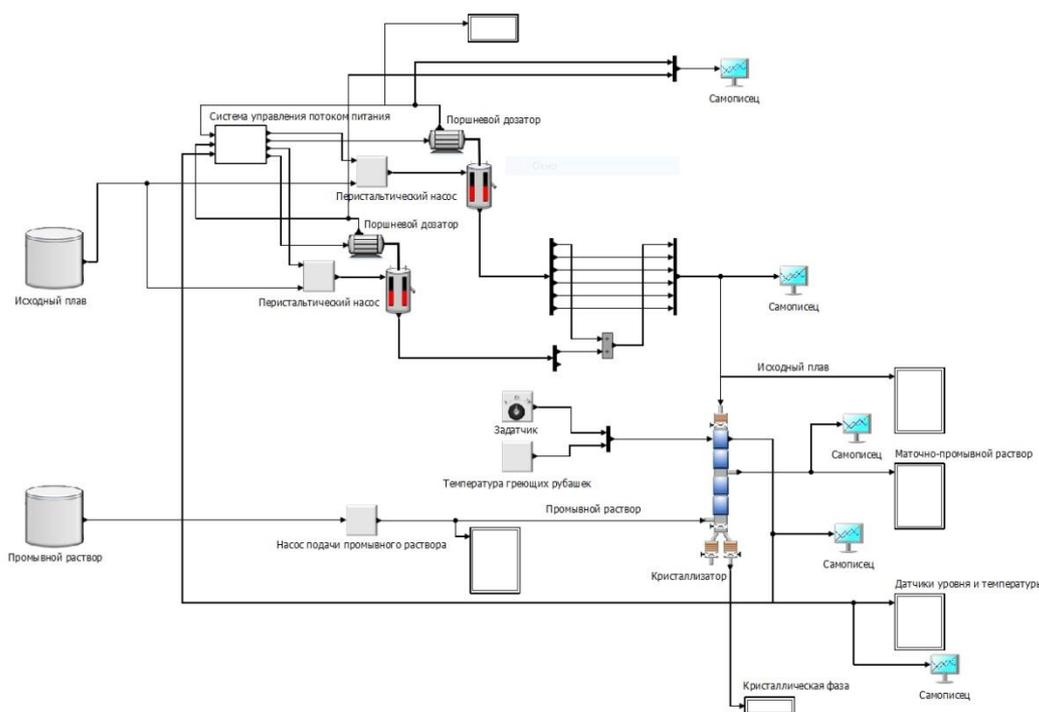 Самописец
Система управления потоком питания
Поршневой дозатор
Окно
Перистальтический насос
Поршневой дозатор
Исходный плав
Перистальтический насос
Самописец
Исходный плав
Задатчик
Самописец
Маточно-промывной раствор
Температура греющих рубашек
Промывной раствор
Насос подачи промывного раствора
Промывной раствор
Самописец
Кристаллизатор
Датчики уровня и температуры
Кристаллическая фаза
Самописец